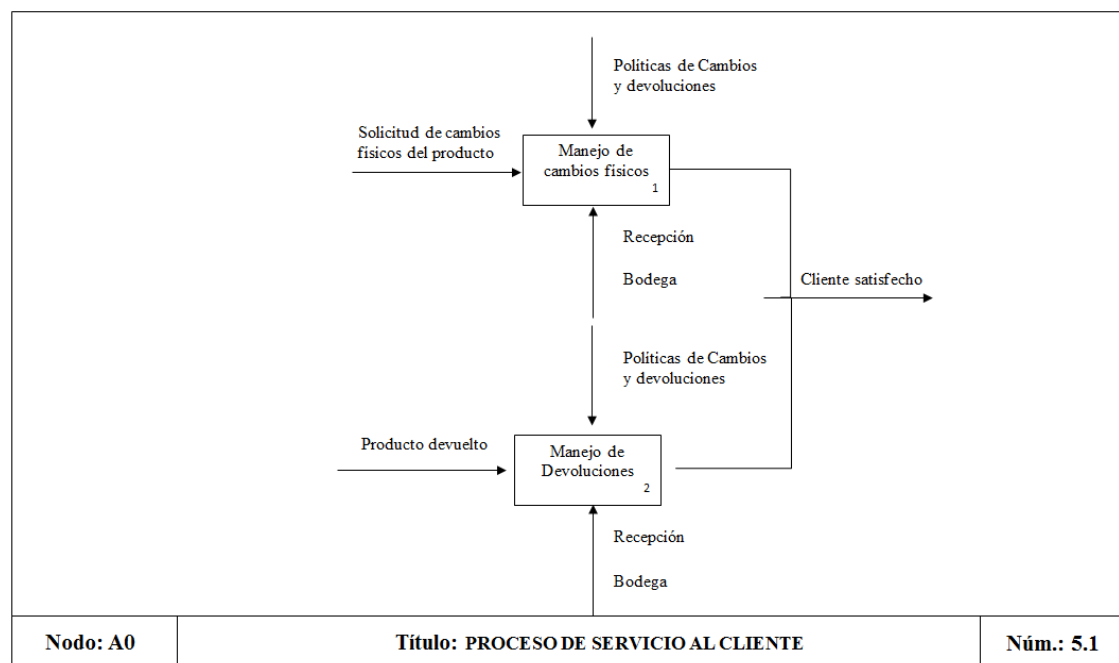 Politicas de Cambios
y devoluciones
Solicitud de cambios
físicos del producto
Manejo de
cambios físicos
1
Recepción
Bodega
Cliente satisfecho
Políticas de Cambios
y devoluciones
Producto devuelto
Manejo de
Devoluciones
2
Recepción
Bodega
Nodo: A0
Título: PROCESO DE SERVICIO AL CLIENTE
Núm.: 5.1